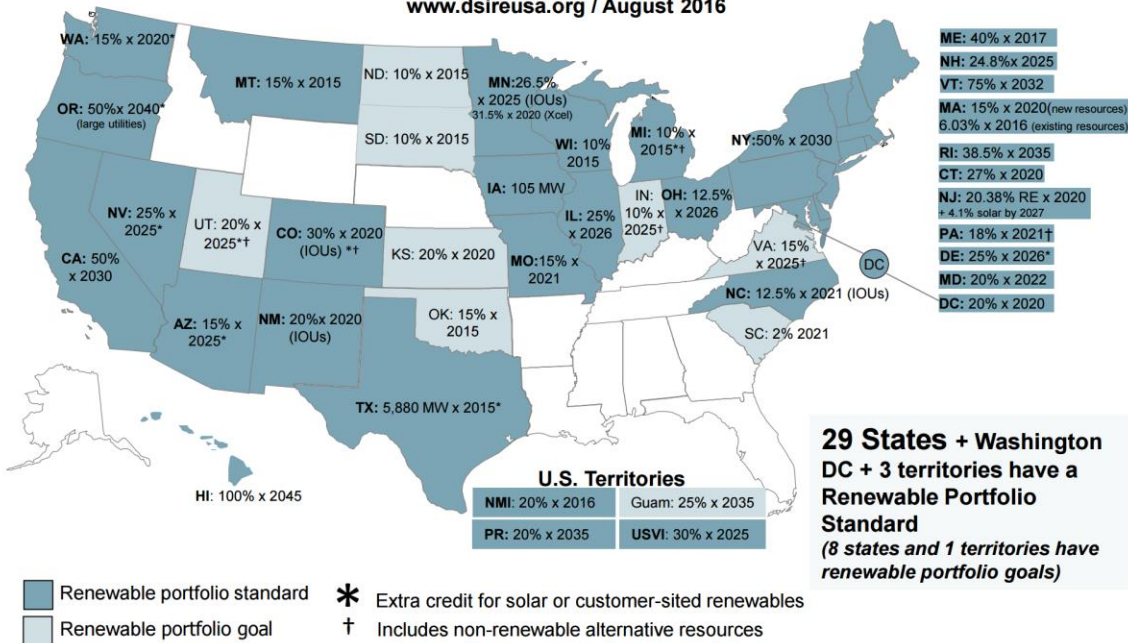 www.dsireusa.org / August 2016
WA: 15% x 2020*
OR: 50%x 2040*
(large utilities)
MT: 15% x 2015
ND: 10% x 2015
SD: 10% x 2015
MN:26.5%
x 2025 (IOUs)
31.5% x 2020 (Xcel)
WI: 10%
2015
MI: 10% x
2015*†
NY:50% x 2030
IA: 105 MW
NV: 25% x
2025*
UT: 20% x
2025*†
CO: 30% x 2020
(IOUs) *†
KS: 20% x 2020
IL: 25%
x 2026
IN:
10% x
2025†
OH: 12.5%
x 2026
CA: 50%
x 2030
MO:15% x
2021
VA: 15%
x 2025†
DC
AZ: 15% x
2025*
NM: 20%x 2020
(IOUs)
OK: 15% x
2015
NC: 12.5% x 2021 (IOUs)
SC: 2% 2021
TX: 5,880 MW x 2015*
HI: 100% x 2045
ME: 40% x 2017
NH: 24.8%x 2025
VT: 75% x 2032
MA: 15% x 2020(new resources)
6.03% x 2016 (existing resources)
RI: 38.5% x 2035
CT: 27% x 2020
NJ: 20.38% RE x 2020
+ 4.1% solar by 2027
PA: 18% x 2021†
DE: 25% x 2026*
MD: 20% x 2022
DC: 20% x 2020
U.S. Territories
NMI: 20% x 2016
Guam: 25% x 2035
PR: 20% x 2035
USVI: 30% x 2025
29 States + Washington
DC + 3 territories have a
Renewable Portfolio
Standard
(8 states and 1 territories have
renewable portfolio goals)
Renewable portfolio standard
* Extra credit for solar or customer-sited renewables
Renewable portfolio goal
† Includes non-renewable alternative resources